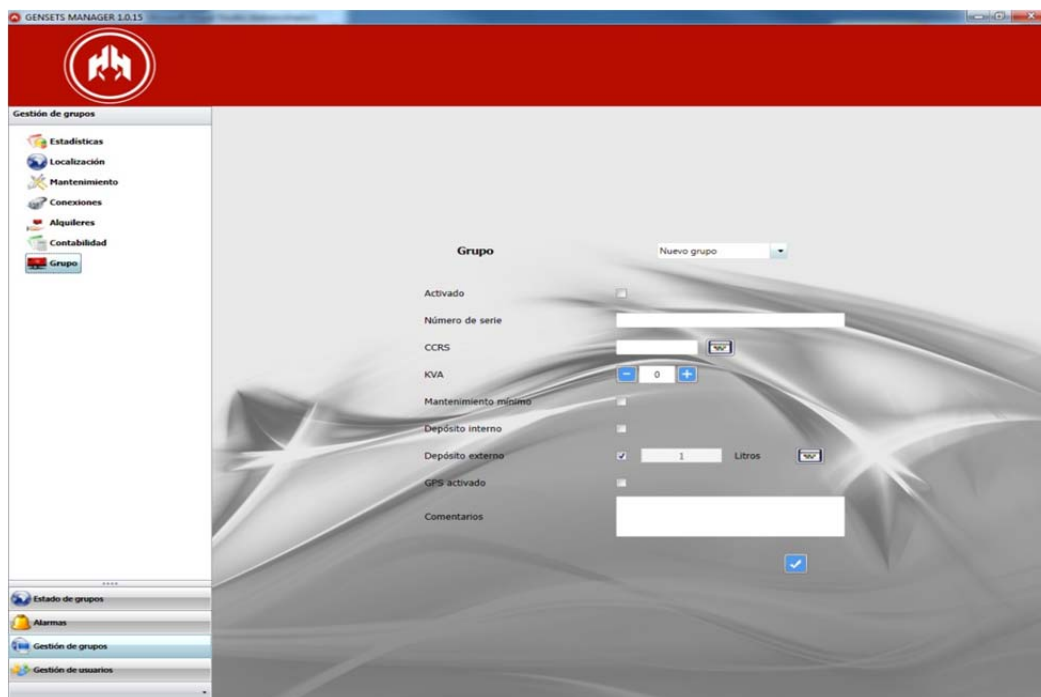 GENSETS MANAGER 1.0.15
Gestión de grupos
Estadísticas
Localización
Mantenimiento
Conexiones
Alquileres
Contabilidad
Grupo
Grupo Nuevo grupo
Activado
Número de serie
CCRS
KVA 0
Mantenimiento mínimo
Depósito interno
Depósito externo 1 Litros
GPS activado
Comentarios
Estado de grupos
Alarmas
Gestión de grupos
Gestión de usuarios